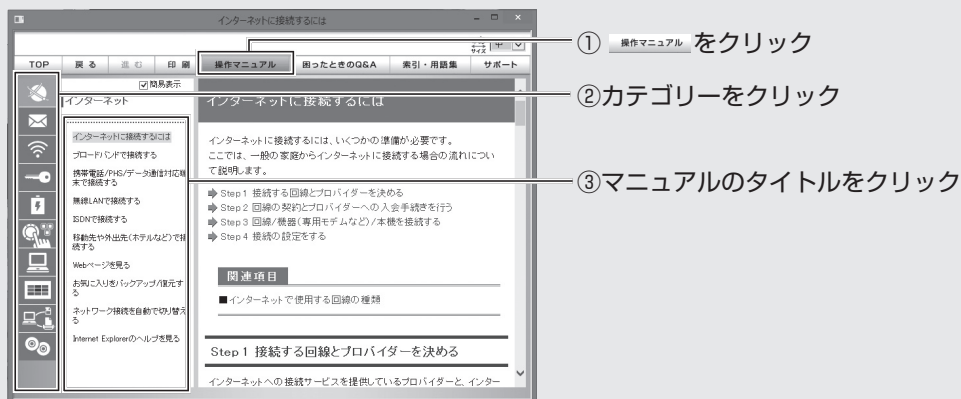 インターネットに接続するには
サイズ 中
TOP 戻る 進む 印刷 操作マニュアル 困ったときのQ&A 索引・用語集 サポート
簡易表示
インターネット
インターネットに接続するには
ブロードバンドで接続する
携帯電話/PHS/データ通信対応端
末で接続する
無線LANで接続する
ISDNで接続する
移動先や外出先(ホテルなど)で接
続する
Webページを見る
お気に入りをバックアップ/復元す
る
ネットワーク接続を自動で切り替え
る
Internet Explorerのヘルプを見る
インターネットに接続するには
インターネットに接続するには、いくつかの準備が必要です。
ここでは、一般の家庭からインターネットに接続する場合の流れについ
て説明します。
Step1 接続する回線とプロバイダーを決める
Step2 回線の契約とプロバイダーへの入会手続きを行う
Step3 回線/機器(専用モデムなど)/本機を接続する
Step4 接続の設定をする
関連項目
■インターネットで使用する回線の種類
Step1 接続する回線とプロバイダーを決める
インターネットへの接続サービスを提供しているプロバイダーと、インター
① 操作マニュアル をクリック
②カテゴリーをクリック
③マニュアルのタイトルをクリック